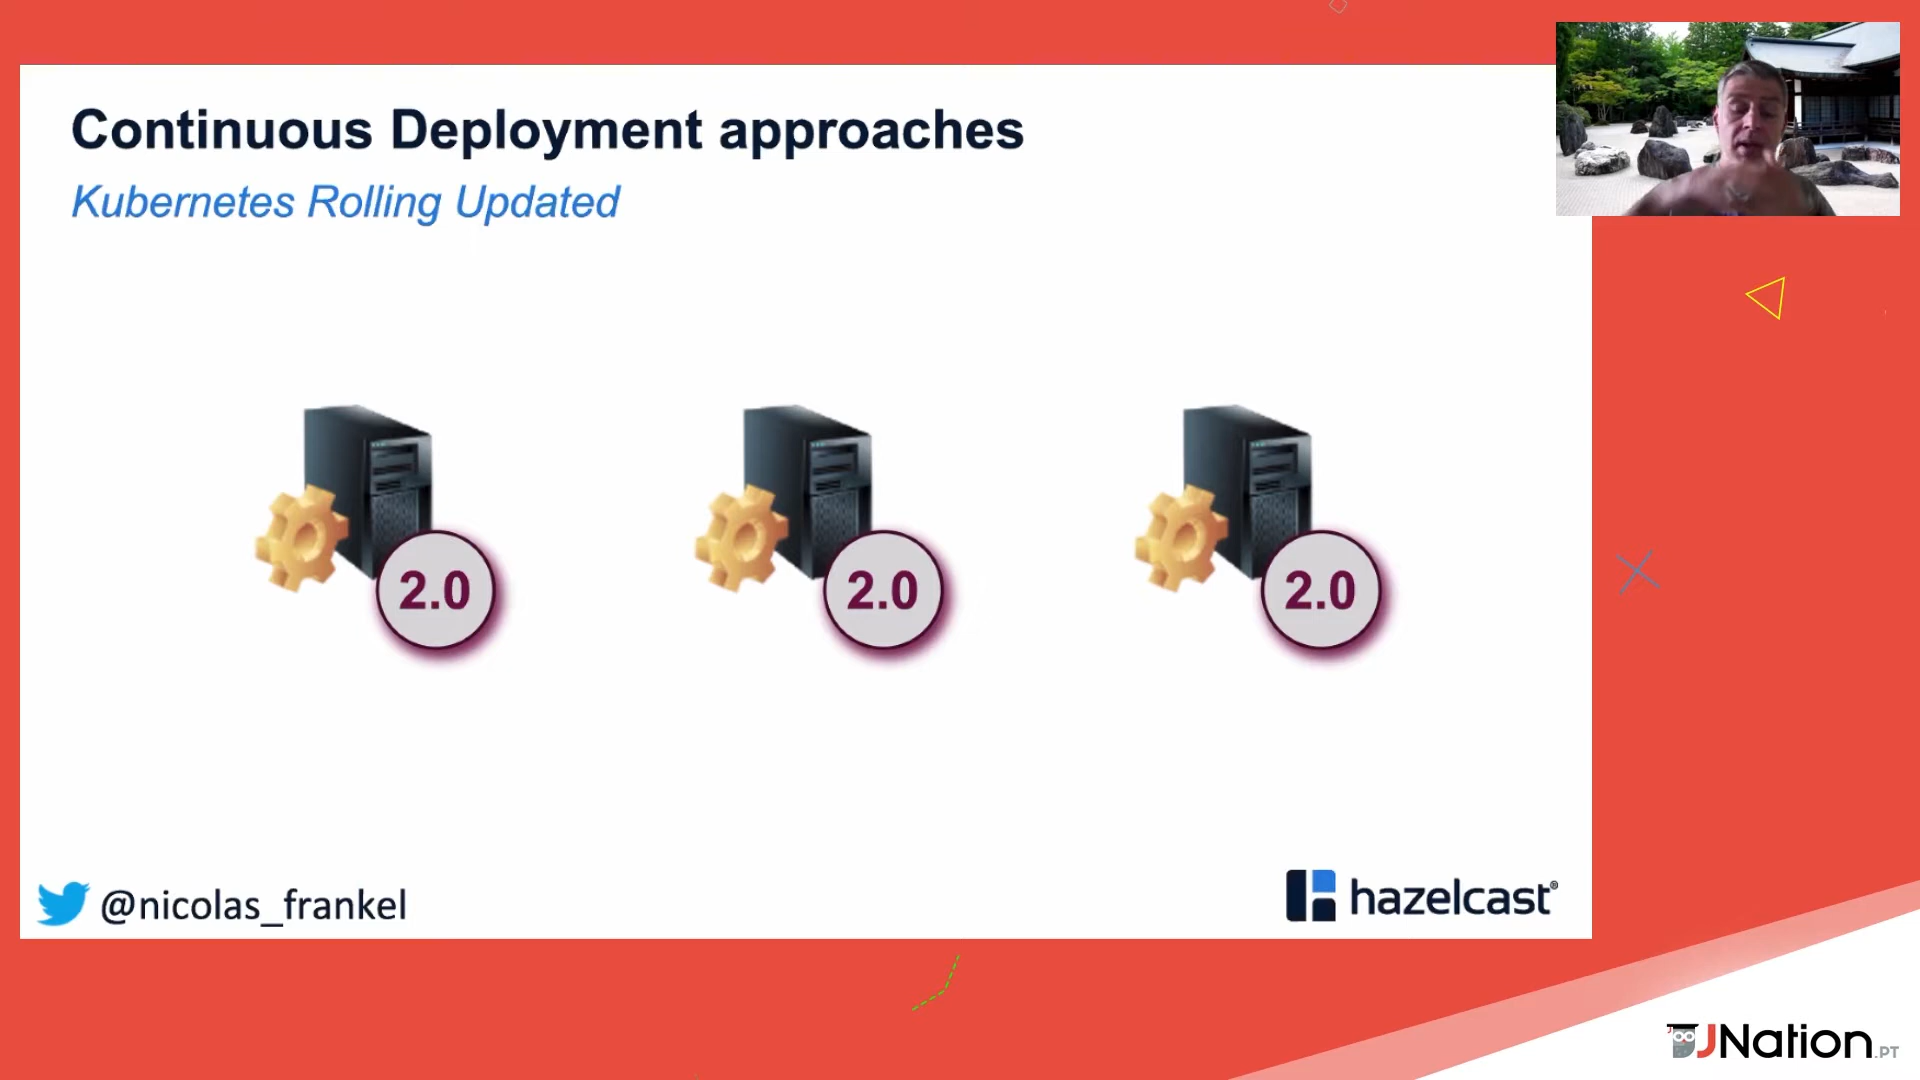 Continuous Deployment approaches
Kubernetes Rolling Updated
2.0
2.0
2.0
@nicolas_frankel
hazelcast®
JNation.PT